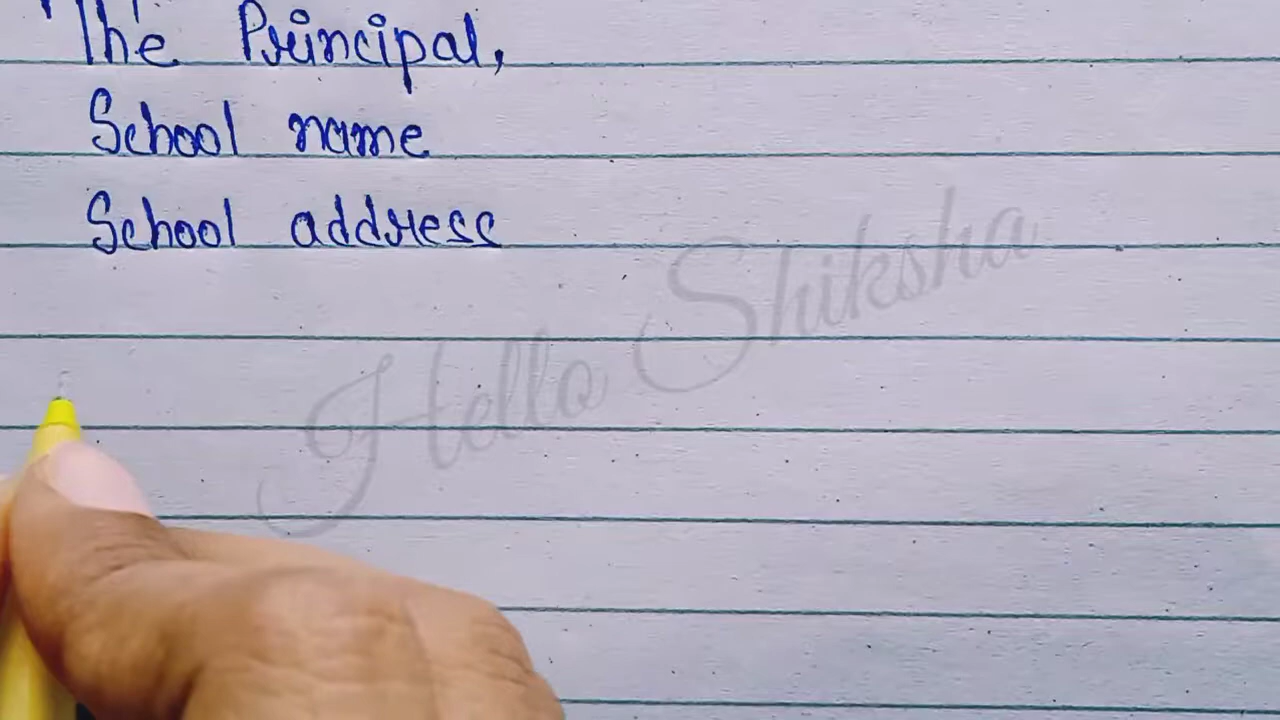 The Principal,
School name
School address
Hello Shiksha